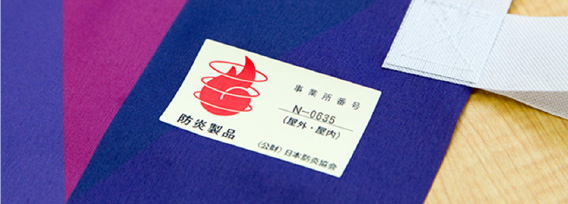 事業所番号
N-0635
(屋外・屋内)
防炎製品
(公財)日本防炎協会